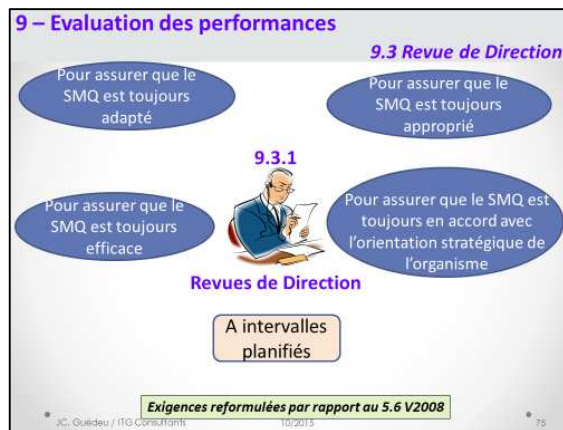 9 – Evaluation des performances
9.3 Revue de Direction
Pour assurer que le
SMQ est toujours
adapté
Pour assurer que le
SMQ est toujours
approprié
9.3.1
Pour assurer que le
SMQ est toujours
efficace
Pour assurer que le SMQ est
toujours en accord avec
l'orientation stratégique de
l'organisme
Revues de Direction
A intervalles
planifiés
Exigences reformulées par rapport au 5.6 V2008
JC. Guédeu / ITG Consultants
10/2015
75